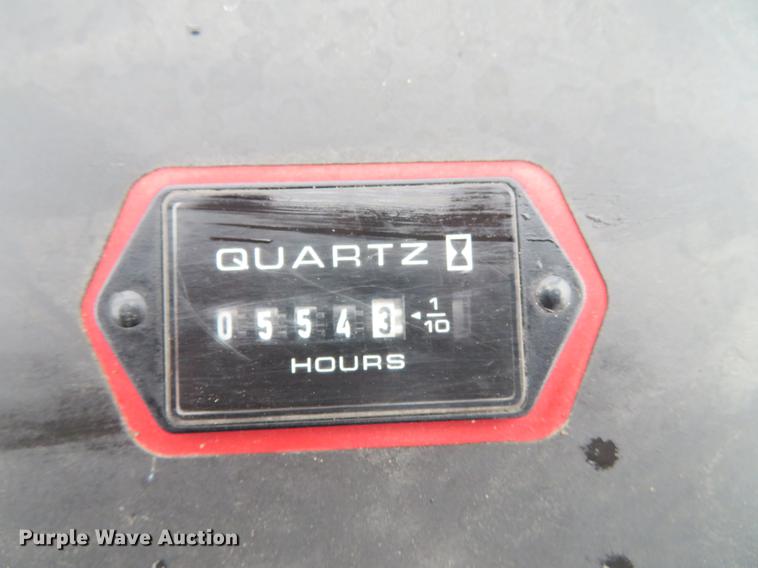 QUARTZ
0 5 5 4 3 ◄ 1/10
HOURS
Purple Wave Auction